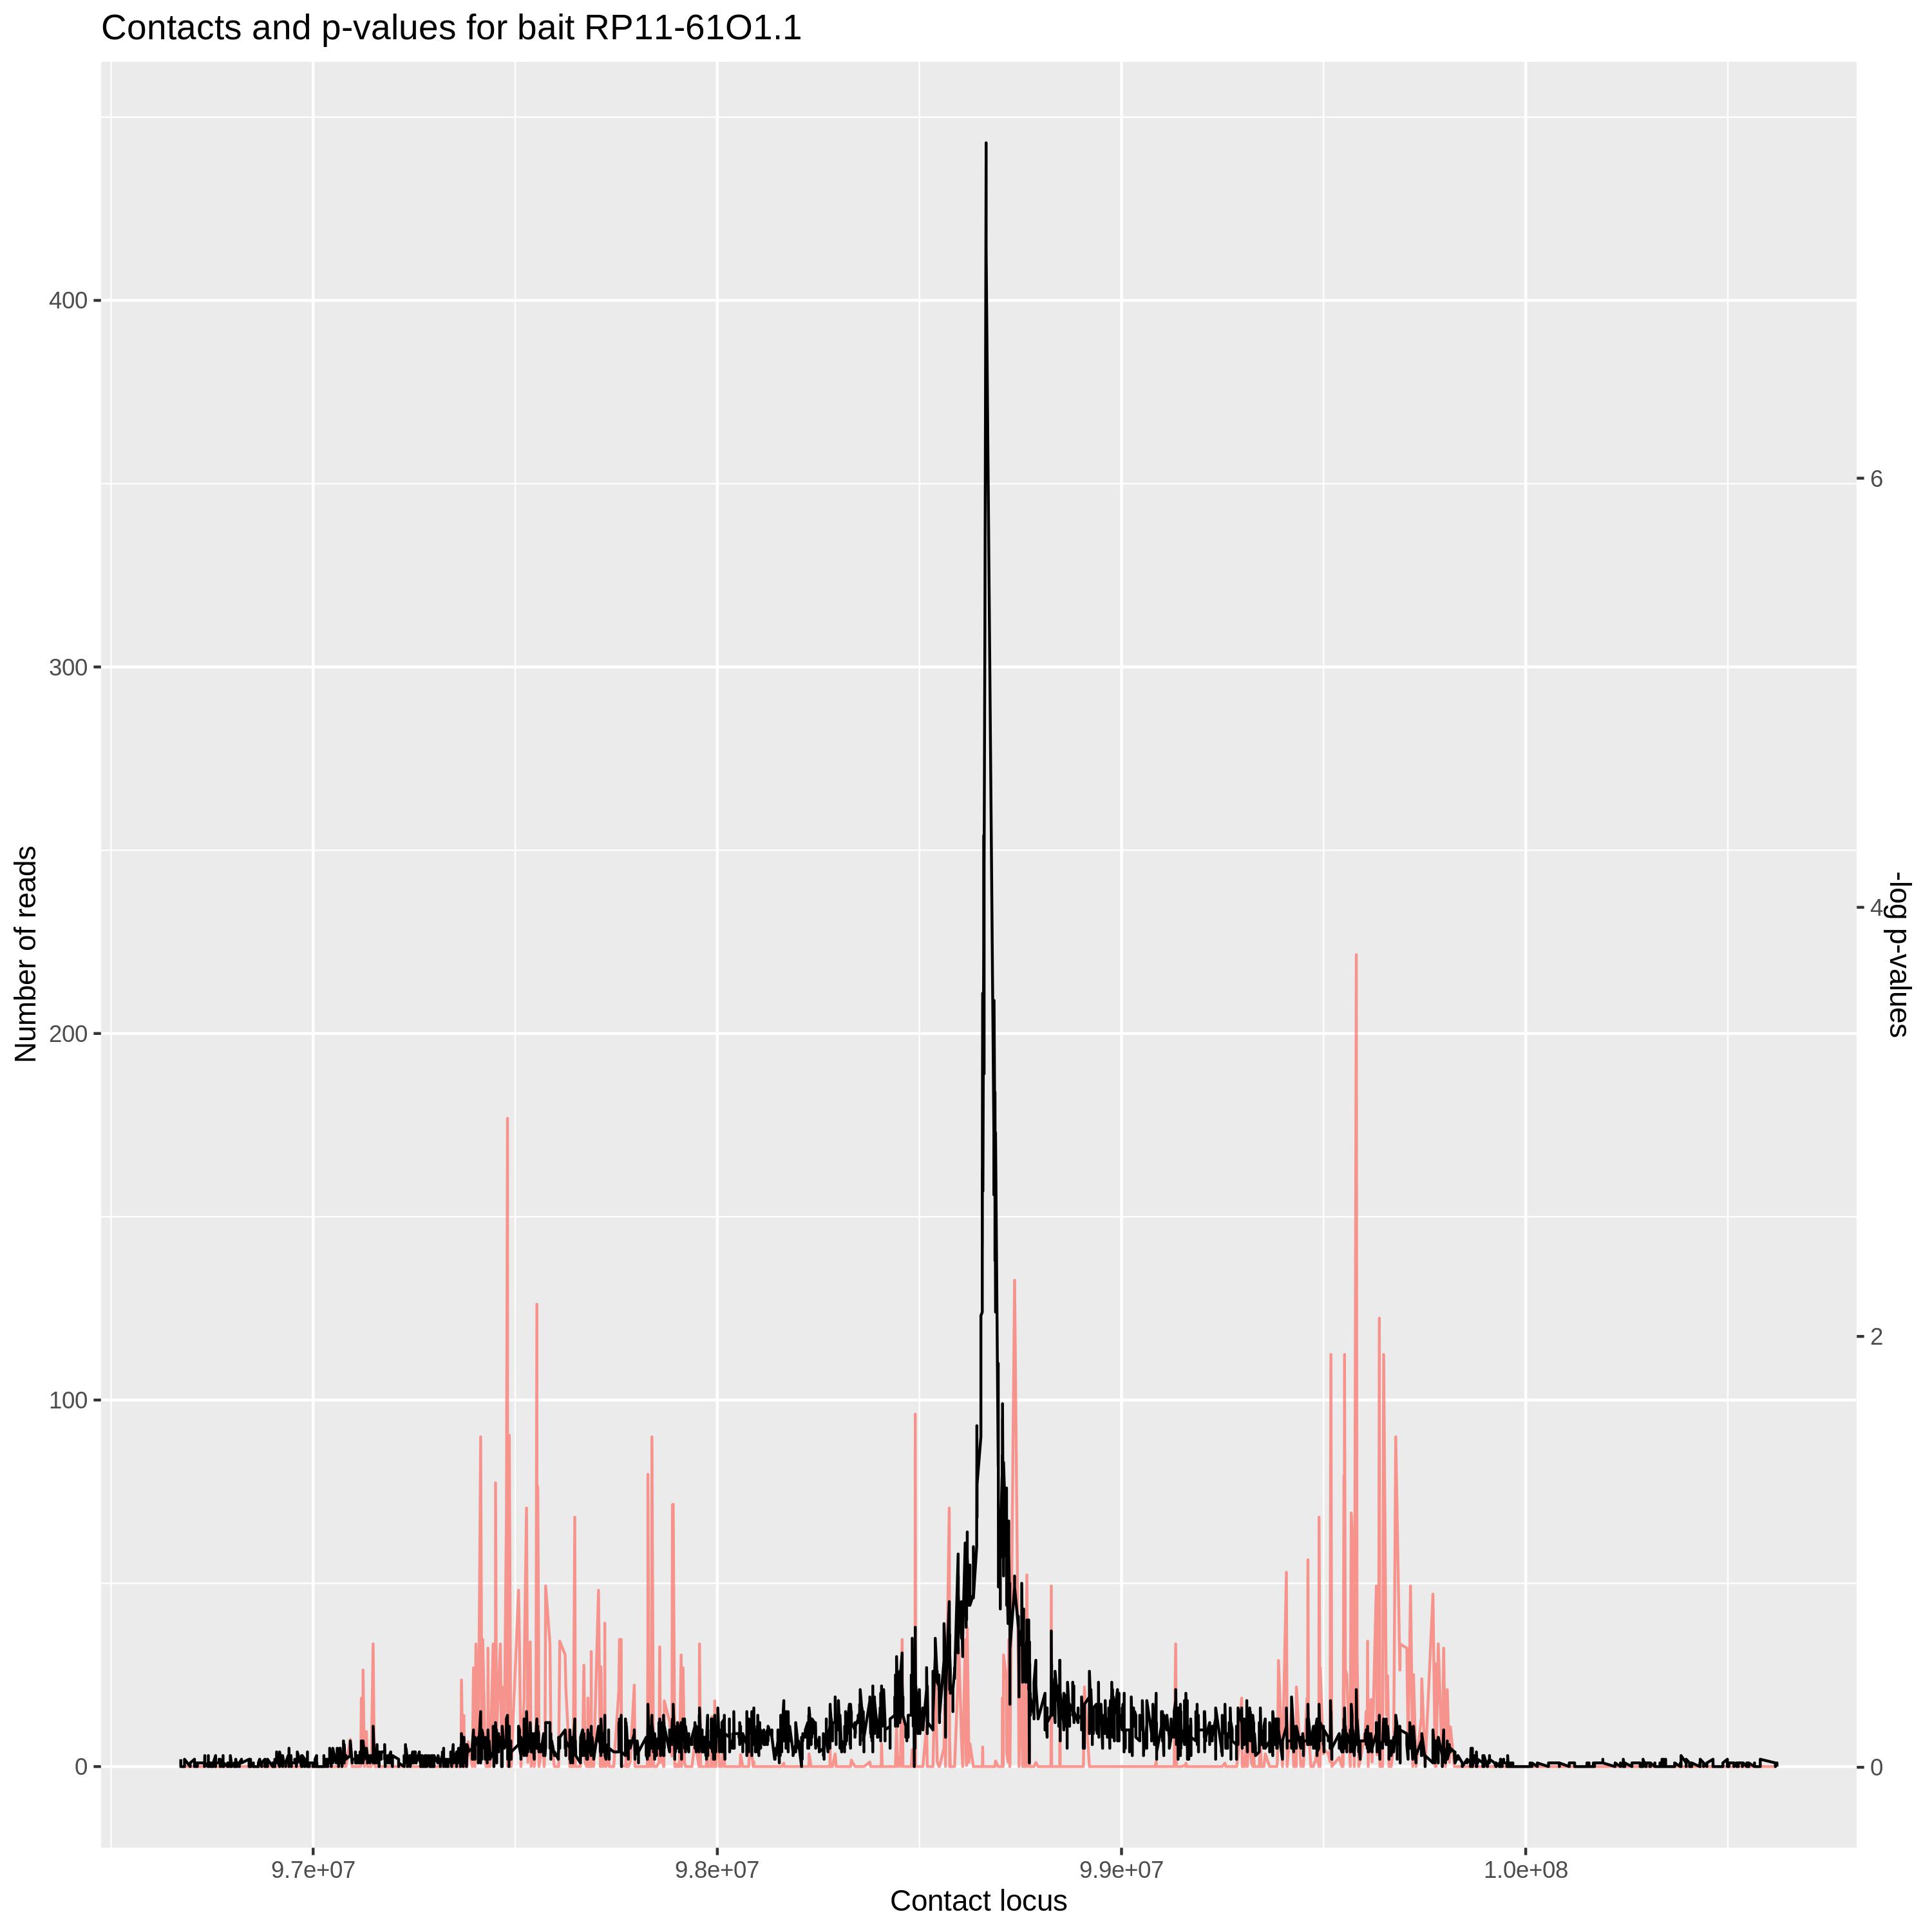 Contacts and p-values for bait RP11-61O1.1
Number of reads
400
300
200
100
0
6
4
2
0
-log p-values
9.7e+07
9.8e+07
9.9e+07
1.0e+08
Contact locus